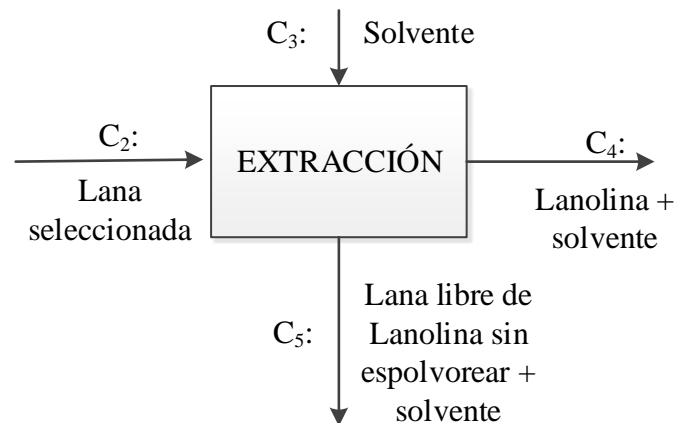 C₃: Solvente
C₂:
EXTRACCIÓN
C₄:
Lana
seleccionada
Lanolina +
solvente
C₅:
Lana libre de
Lanolina sin
espolvorear +
solvente